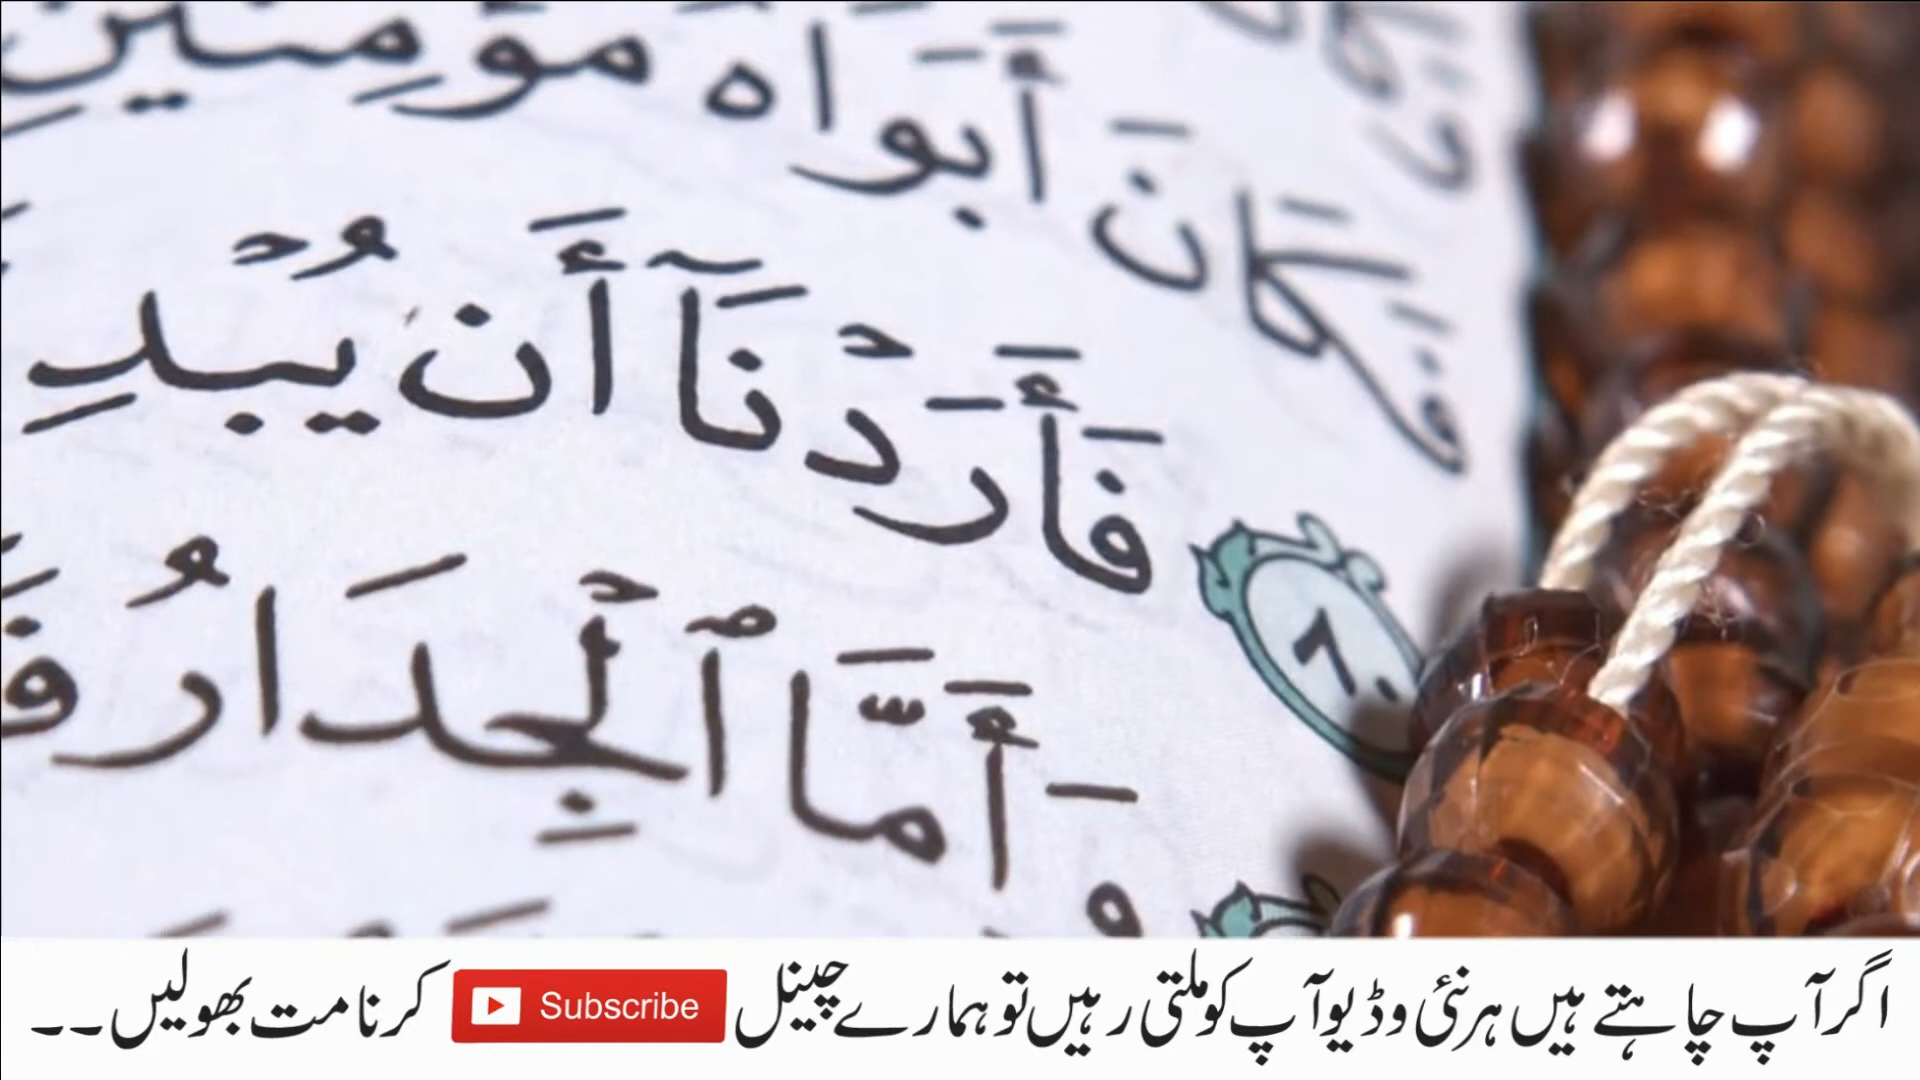 فَكَانَ أَبَوَاهُ مُؤْمِنَيْنِ
فَأَرَدْنَآ أَن يُبْدِ
٨٠
وَأَمَّا ٱلْجِدَارُ فَ
اگر آپ چاہتے ہیں ہر نئی وڈیو آپ کو ملتی رہیں تو ہمارے چینل Subscribe کرنا مت بھولیں۔۔